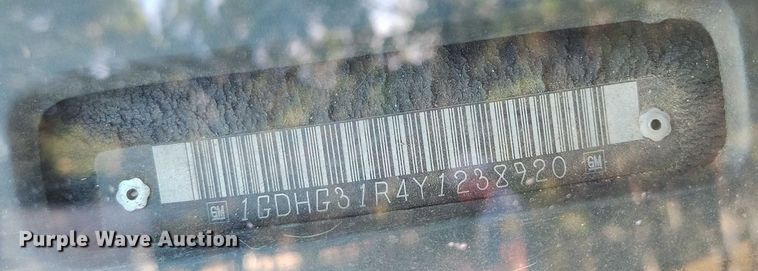 GM 1GDHG31R4Y1238920 GM
Purple Wave Auction